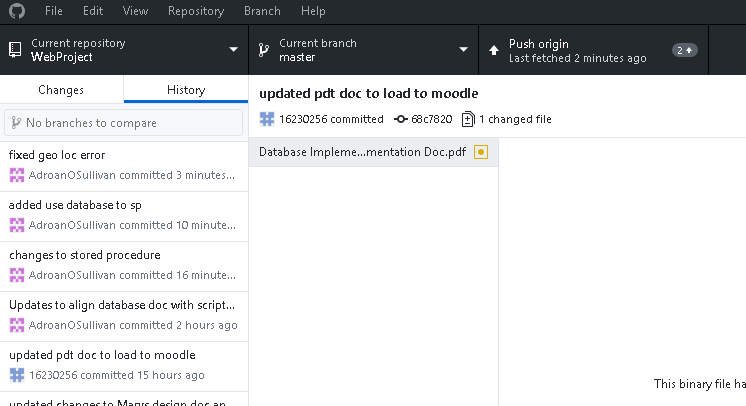 File Edit View Repository Branch Help
Current repository
WebProject
Current branch
master
Push origin
Last fetched 2 minutes ago
2
Changes
History
No branches to compare
fixed geo loc error
AdroanOSullivan committed 3 minutes...
added use database to sp
AdroanOSullivan committed 10 minute...
changes to stored procedure
AdroanOSullivan committed 16 minute...
Updates to align database doc with script...
AdroanOSullivan committed 2 hours ago
updated pdt doc to load to moodle
16230256 committed 15 hours ago
updated changes to Marys design doc an
updated pdt doc to load to moodle
16230256 committed
68c7820
1 changed file
Database Impleme...mentation Doc.pdf
This binary file ha